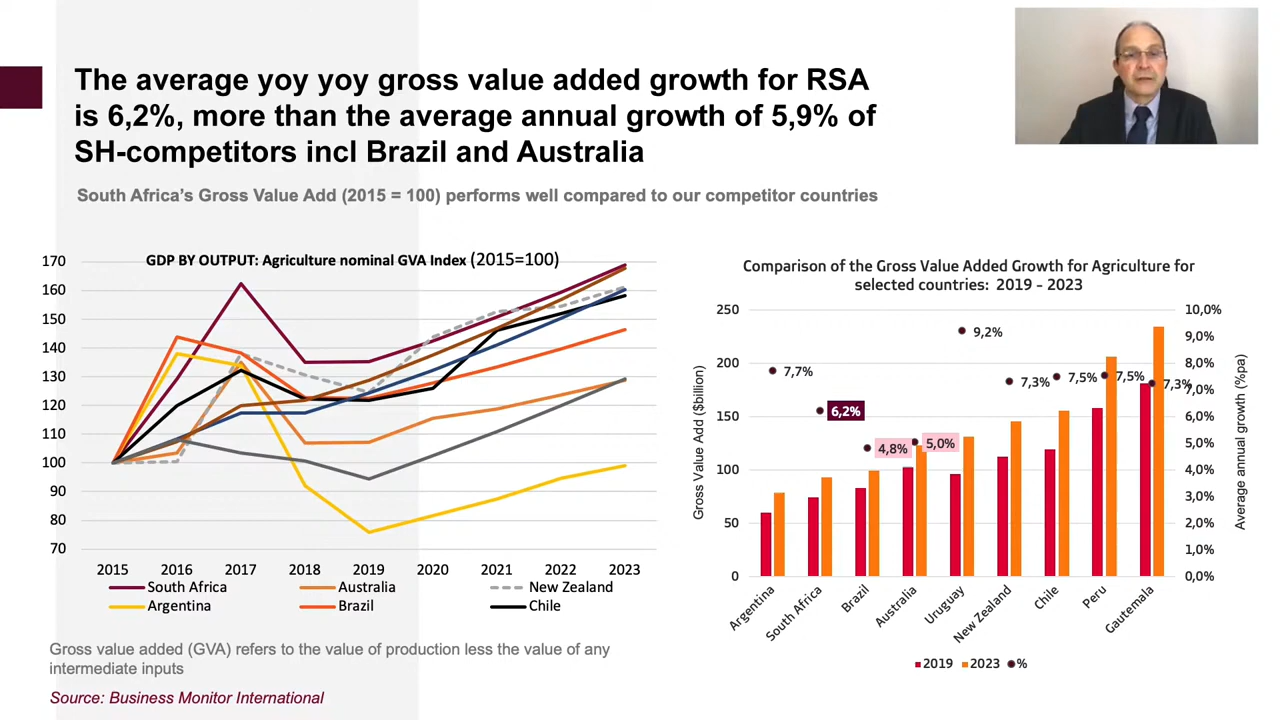 The average yoy yoy gross value added growth for RSA
is 6,2%, more than the average annual growth of 5,9% of
SH-competitors incl Brazil and Australia
South Africa's Gross Value Add (2015 = 100) performs well compared to our competitor countries
GDP BY OUTPUT: Agriculture nominal GVA Index (2015=100)
170
160
150
140
130
120
110
100
90
80
70
2015 2016 2017 2018 2019 2020 2021 2022 2023
South Africa Australia New Zealand
Argentina Brazil Chile
Comparison of the Gross Value Added Growth for Agriculture for
selected countries: 2019 – 2023
Gross Value Add ($billion)
250
200
150
100
50
0
7,7%
6,2%
4,8%
5,0%
9,2%
7,3%
7,5%
7,5%
7,3%
10,0%
9,0%
8,0%
7,0%
6,0%
5,0%
4,0%
3,0%
2,0%
1,0%
0,0%
Average annual growth (%pa)
Argentina
South Africa
Brazil
Australia
Uruguay
New Zealand
Chile
Peru
Gautemala
2019 2023 %
Gross value added (GVA) refers to the value of production less the value of any
intermediate inputs
Source: Business Monitor International